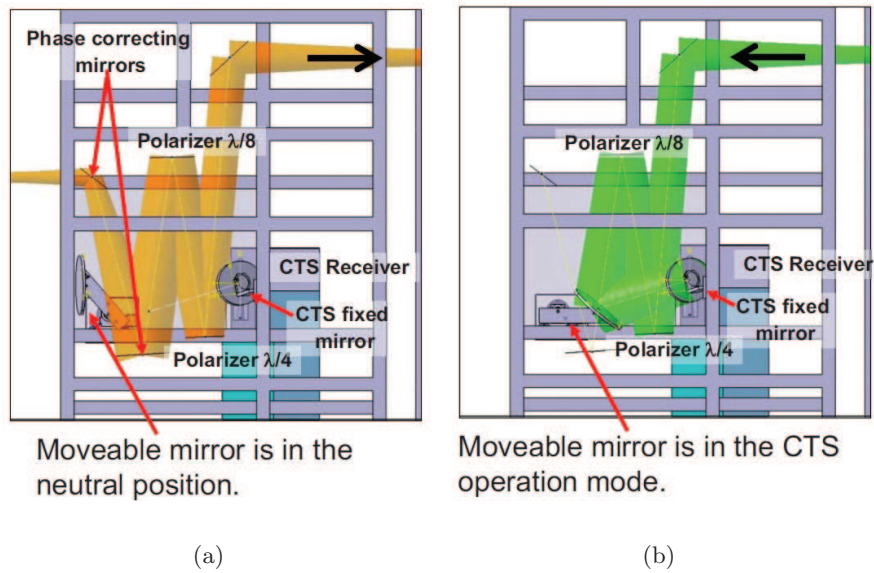 Phase correcting
mirrors
Polarizer λ/8
CTS Receiver
CTS fixed
mirror
Polarizer λ/4
Moveable mirror is in the
neutral position.
(a)
Polarizer λ/8
CTS Receiver
CTS fixed
mirror
Polarizer λ/4
Moveable mirror is in the CTS
operation mode.
(b)